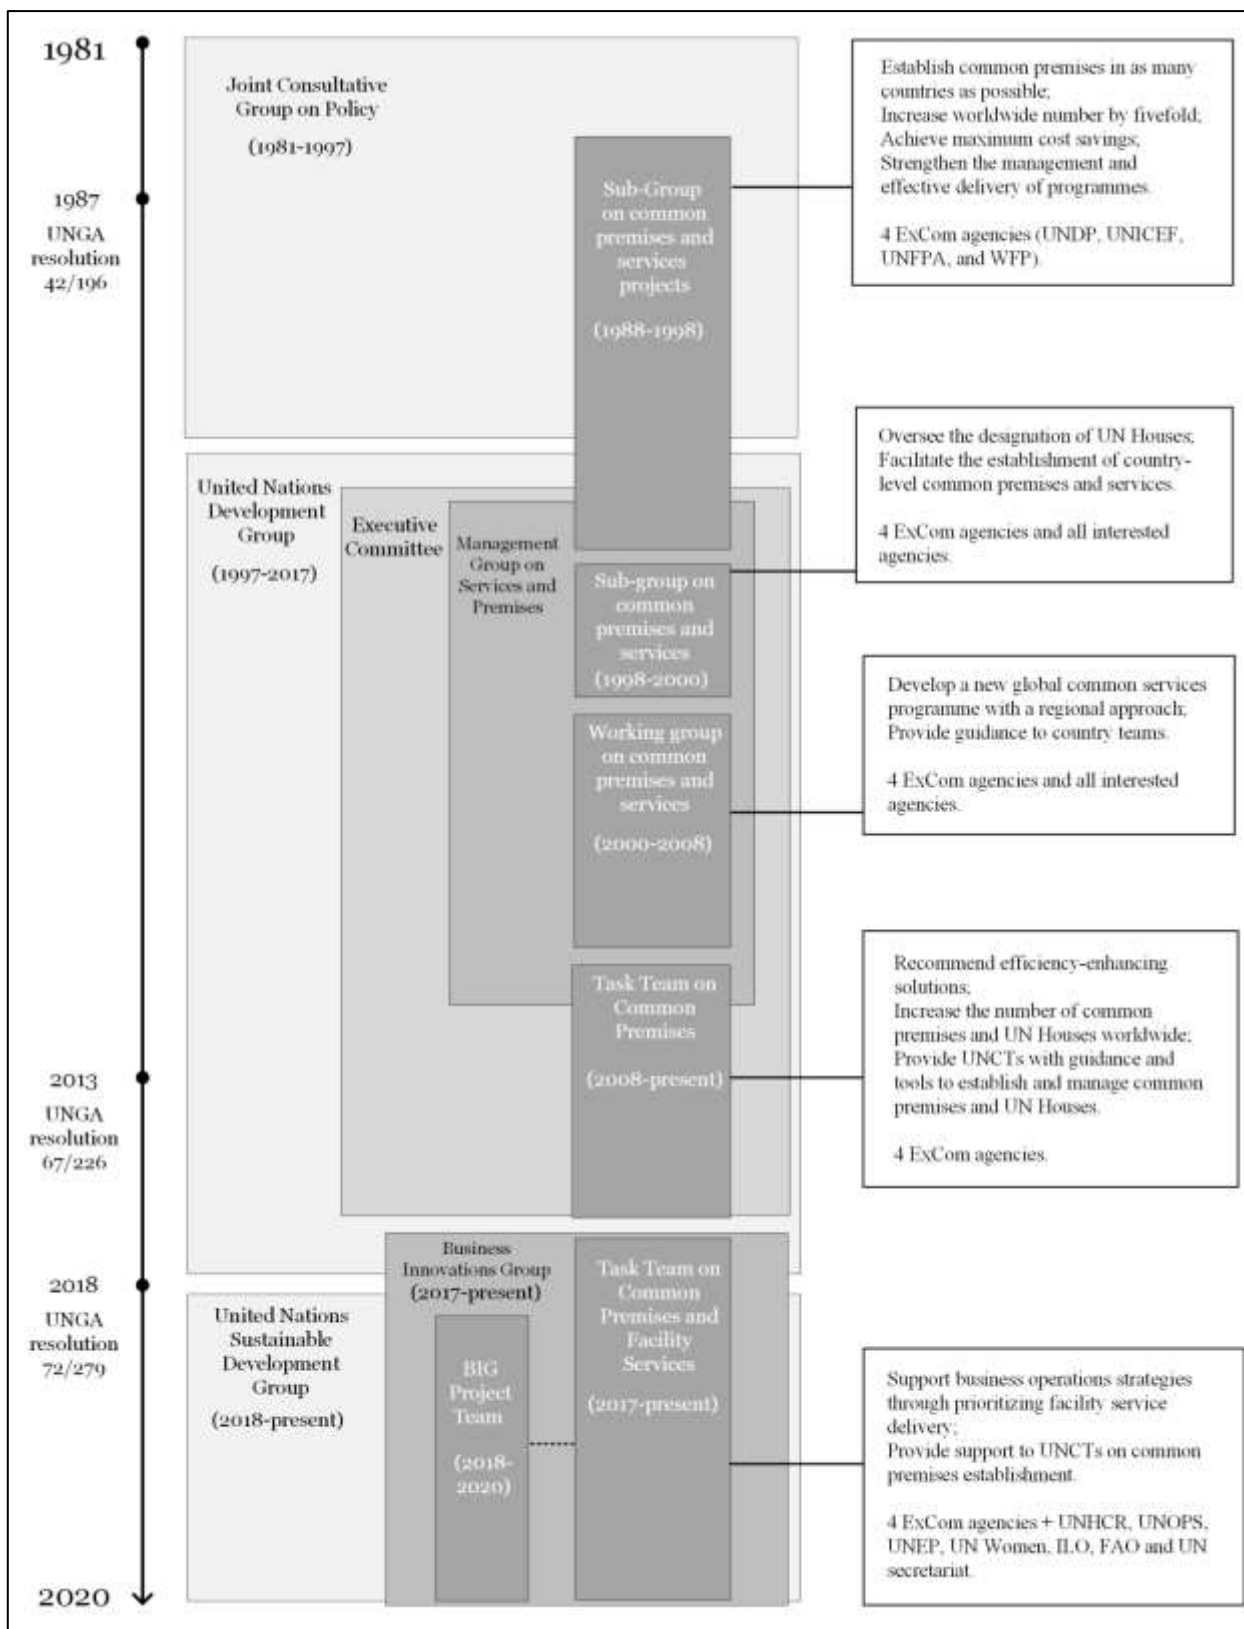 1981
1987
UNGA
resolution
42/196
2013
UNGA
resolution
67/226
2018
UNGA
resolution
72/279
2020
Joint Consultative
Group on Policy
(1981-1997)
Sub-Group
on common
premises and
services
projects
(1988-1998)
United Nations
Development
Group
(1997-2017)
Executive
Committee
Management
Group on
Services and
Premises
Sub-group on
common
premises and
services
(1998-2000)
Working group
on common
premises and
services
(2000-2008)
Task Team on
Common
Premises
(2008-present)
Business
Innovations Group
(2017-present)
Task Team on
Common
Premises and
Facility
Services
(2017-present)
United Nations
Sustainable
Development
Group
(2018-present)
BIG
Project
Team
(2018-
2020)
Establish common premises in as many
countries as possible;
Increase worldwide number by fivefold;
Achieve maximum cost savings;
Strengthen the management and
effective delivery of programmes.
4 ExCom agencies (UNDP, UNICEF,
UNFPA, and WFP).
Oversee the designation of UN Houses;
Facilitate the establishment of country-
level common premises and services.
4 ExCom agencies and all interested
agencies.
Develop a new global common services
programme with a regional approach;
Provide guidance to country teams.
4 ExCom agencies and all interested
agencies.
Recommend efficiency-enhancing
solutions;
Increase the number of common
premises and UN Houses worldwide;
Provide UNCTs with guidance and
tools to establish and manage common
premises and UN Houses.
4 ExCom agencies.
Support business operations strategies
through prioritizing facility service
delivery;
Provide support to UNCTs on common
premises establishment.
4 ExCom agencies + UNHCR, UNOPS,
UNEP, UN Women, ILO, FAO and UN
secretariat.